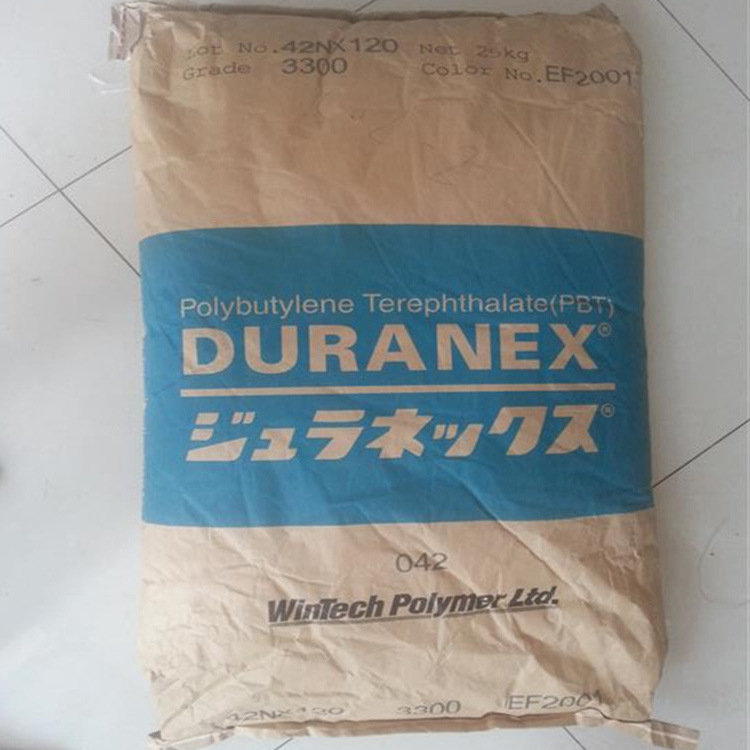 Lot No. 42NX120 Net 25kg
Grade 3300 Color No. EF2001
Polybutylene Terephthalate(PBT)
DURANEX®
ジュラネックス®
042
WinTech Polymer Ltd.
42NX120 3300 EF2001